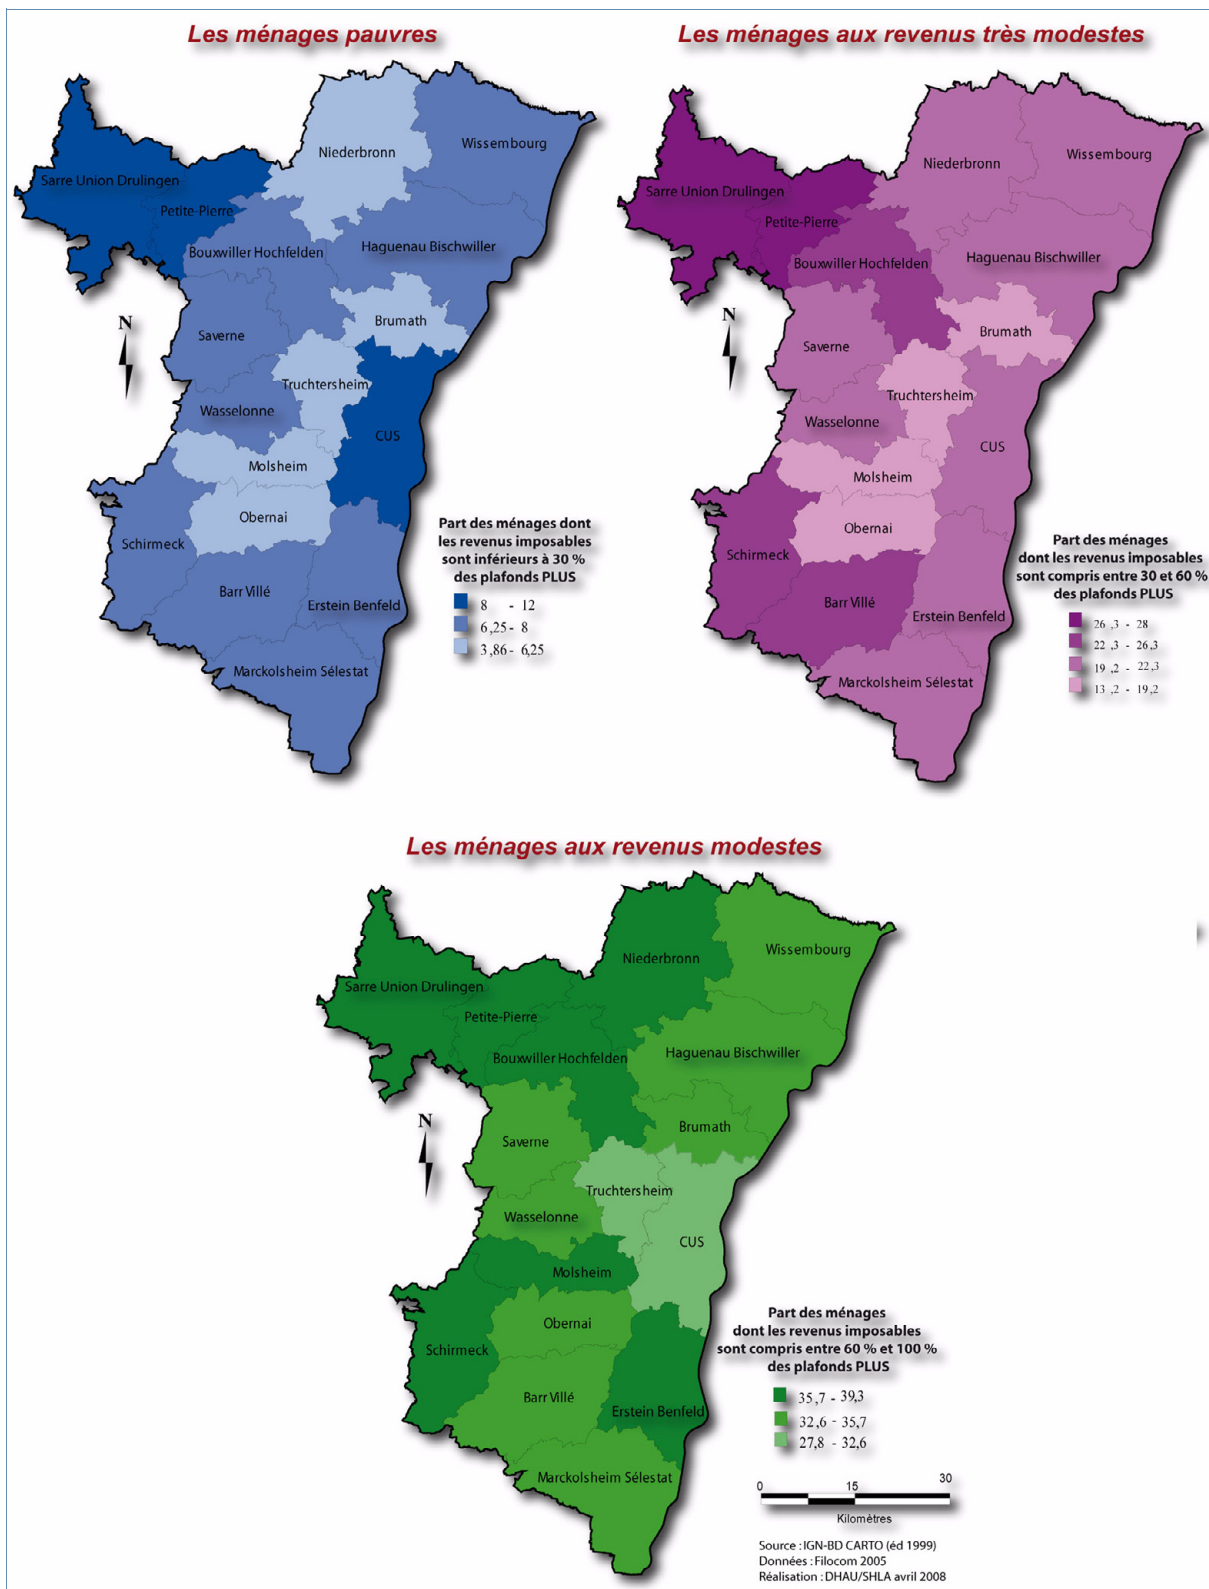 Les ménages pauvres
Niederbronn
Wissembourg
Sarre Union Drulingen
Petite-Pierre
Bouxwiller Hochfelden
Haguenau Bischwiller
N
Brumath
Saverne
Truchtersheim
Wasselonne
CUS
Molsheim
Obernai
Schirmeck
Barr Villé
Erstein Benfeld
Marckolsheim Sélestat
Part des ménages dont
les revenus imposables
sont inférieurs à 30 %
des plafonds PLUS
8 - 12
6,25 - 8
3,86 - 6,25
Les ménages aux revenus très modestes
Niederbronn
Wissembourg
Sarre Union Drulingen
Petite-Pierre
Bouxwiller Hochfelden
Haguenau Bischwiller
N
Brumath
Saverne
Truchtersheim
Wasselonne
CUS
Molsheim
Obernai
Schirmeck
Barr Villé
Erstein Benfeld
Marckolsheim Sélestat
Part des ménages
dont les revenus imposables
sont compris entre 30 et 60 %
des plafonds PLUS
26 ,3 - 28
22 ,3 - 26,3
19 ,2 - 22,3
13 ,2 - 19,2
Les ménages aux revenus modestes
Niederbronn
Wissembourg
Sarre Union Drulingen
Petite-Pierre
Bouxwiller Hochfelden
Haguenau Bischwiller
N
Brumath
Saverne
Truchtersheim
Wasselonne
CUS
Molsheim
Obernai
Schirmeck
Barr Villé
Erstein Benfeld
Marckolsheim Sélestat
Part des ménages
dont les revenus imposables
sont compris entre 60 % et 100 %
des plafonds PLUS
35,7 - 39,3
32,6 - 35,7
27,8 - 32,6
0 15 30
Kilomètres
Source : IGN-BD CARTO (éd 1999)
Données : Filocom 2005
Réalisation : DHAU/SHLA avril 2008